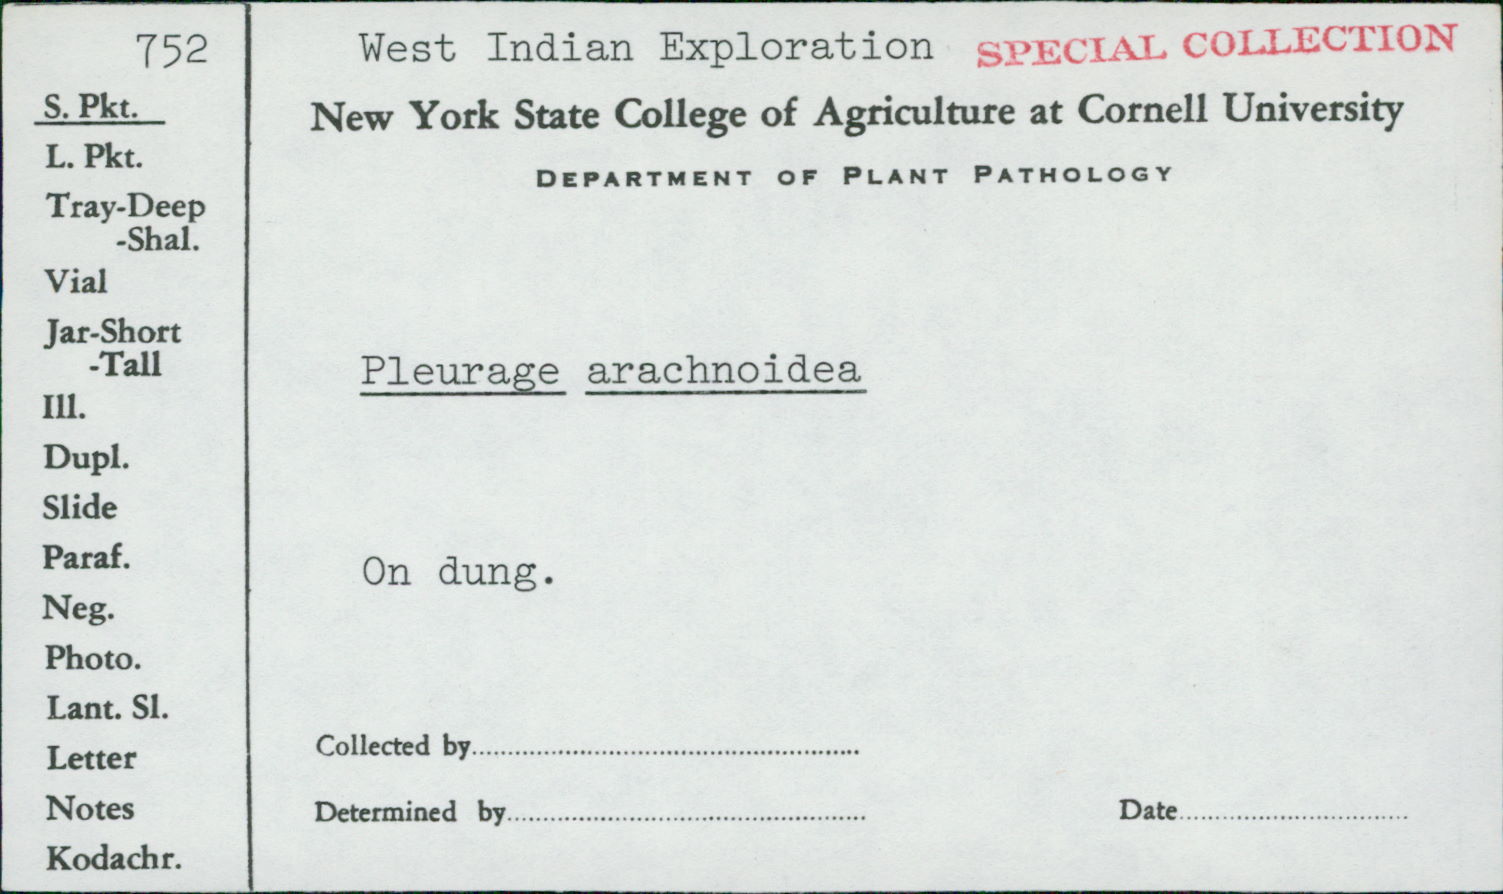 752
S. Pkt.
L. Pkt.
Tray-Deep
-Shal.
Vial
Jar-Short
-Tall
Ill.
Dupl.
Slide
Paraf.
Neg.
Photo.
Lant. Sl.
Letter
Notes
Kodachr.
West Indian Exploration SPECIAL COLLECTION
New York State College of Agriculture at Cornell University
DEPARTMENT OF PLANT PATHOLOGY
Pleurage arachnoidea
On dung.
Collected by
Determined by Date